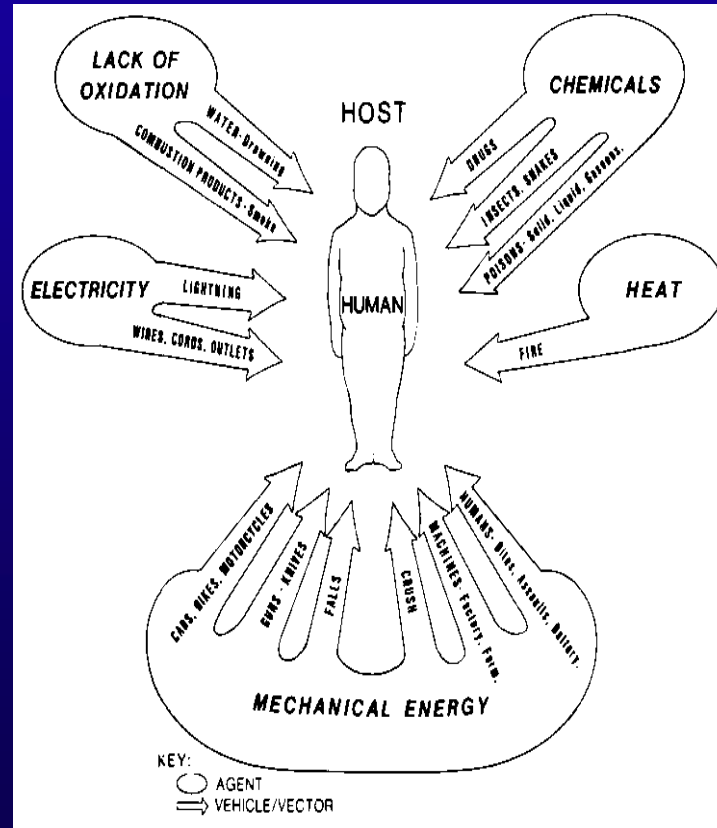 LACK OF
OXIDATION
WATER-Drowning
COMBUSTION PRODUCTS-Smoke
HOST
CHEMICALS
DRUGS
INSECTS, SNAKES
POISONS-Solid, Liquid, Gaseous.
ELECTRICITY
LIGHTNING
WIRES, CORDS, OUTLETS
HUMAN
HEAT
FIRE
CARS, BIKES, MOTORCYCLES
GUNS - KNIVES
FALLS
CRUSH
MACHINES-Factory, Farm.
HUMANS-Bites, Assaults, Battery.
MECHANICAL ENERGY
KEY:
AGENT
VEHICLE/VECTOR